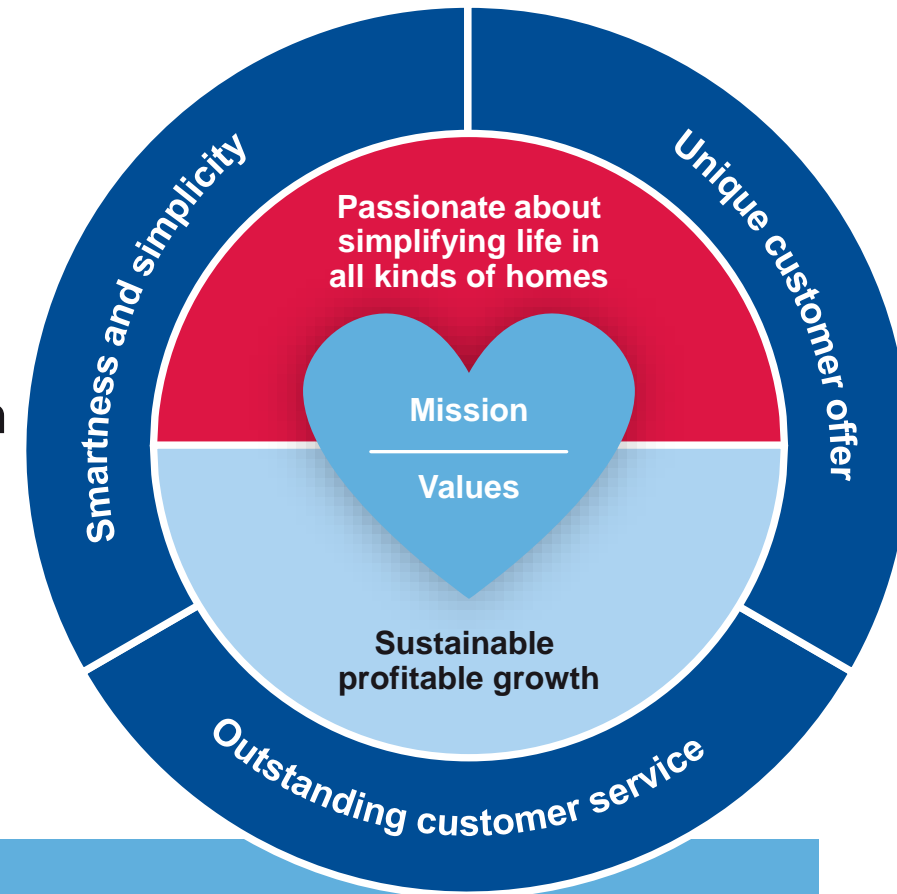 Smartness and simplicity
Unique customer offer
Passionate about
simplifying life in
all kinds of homes
Mission
Values
Sustainable
profitable growth
Outstanding customer service